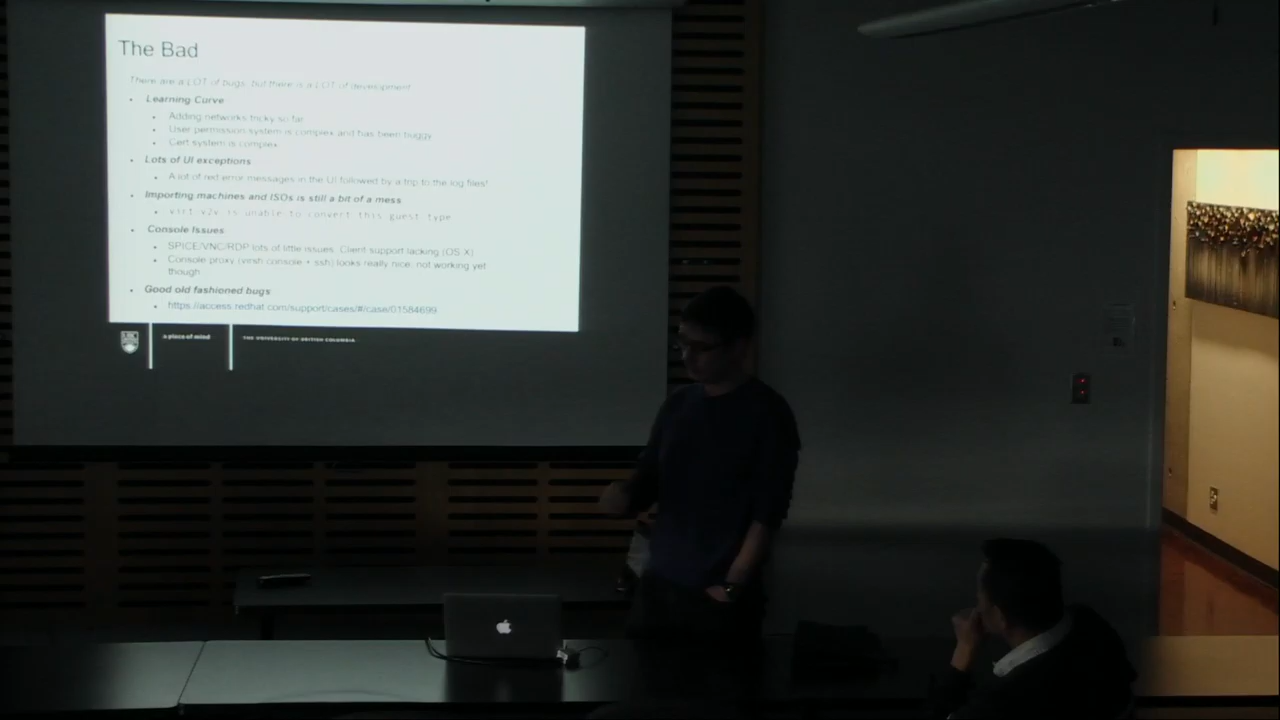 The Bad
There are a LOT of bugs, but there is a LOT of development
• Learning Curve
• Adding networks tricky so far
• User permission system is complex and has been buggy
• Cert system is complex
• Lots of UI exceptions
• A lot of red error messages in the UI followed by a trip to the log files!
• Importing machines and ISOs is still a bit of a mess
• virt-v2v is unable to convert this guest type
• Console Issues
• SPICE/VNC/RDP lots of little issues. Client support lacking (OS X)
• Console proxy (virsh console + ssh) looks really nice, not working yet
though
• Good old fashioned bugs
• https://access.redhat.com/support/cases/#/case/01584699
UBC a place of mind THE UNIVERSITY OF BRITISH COLUMBIA